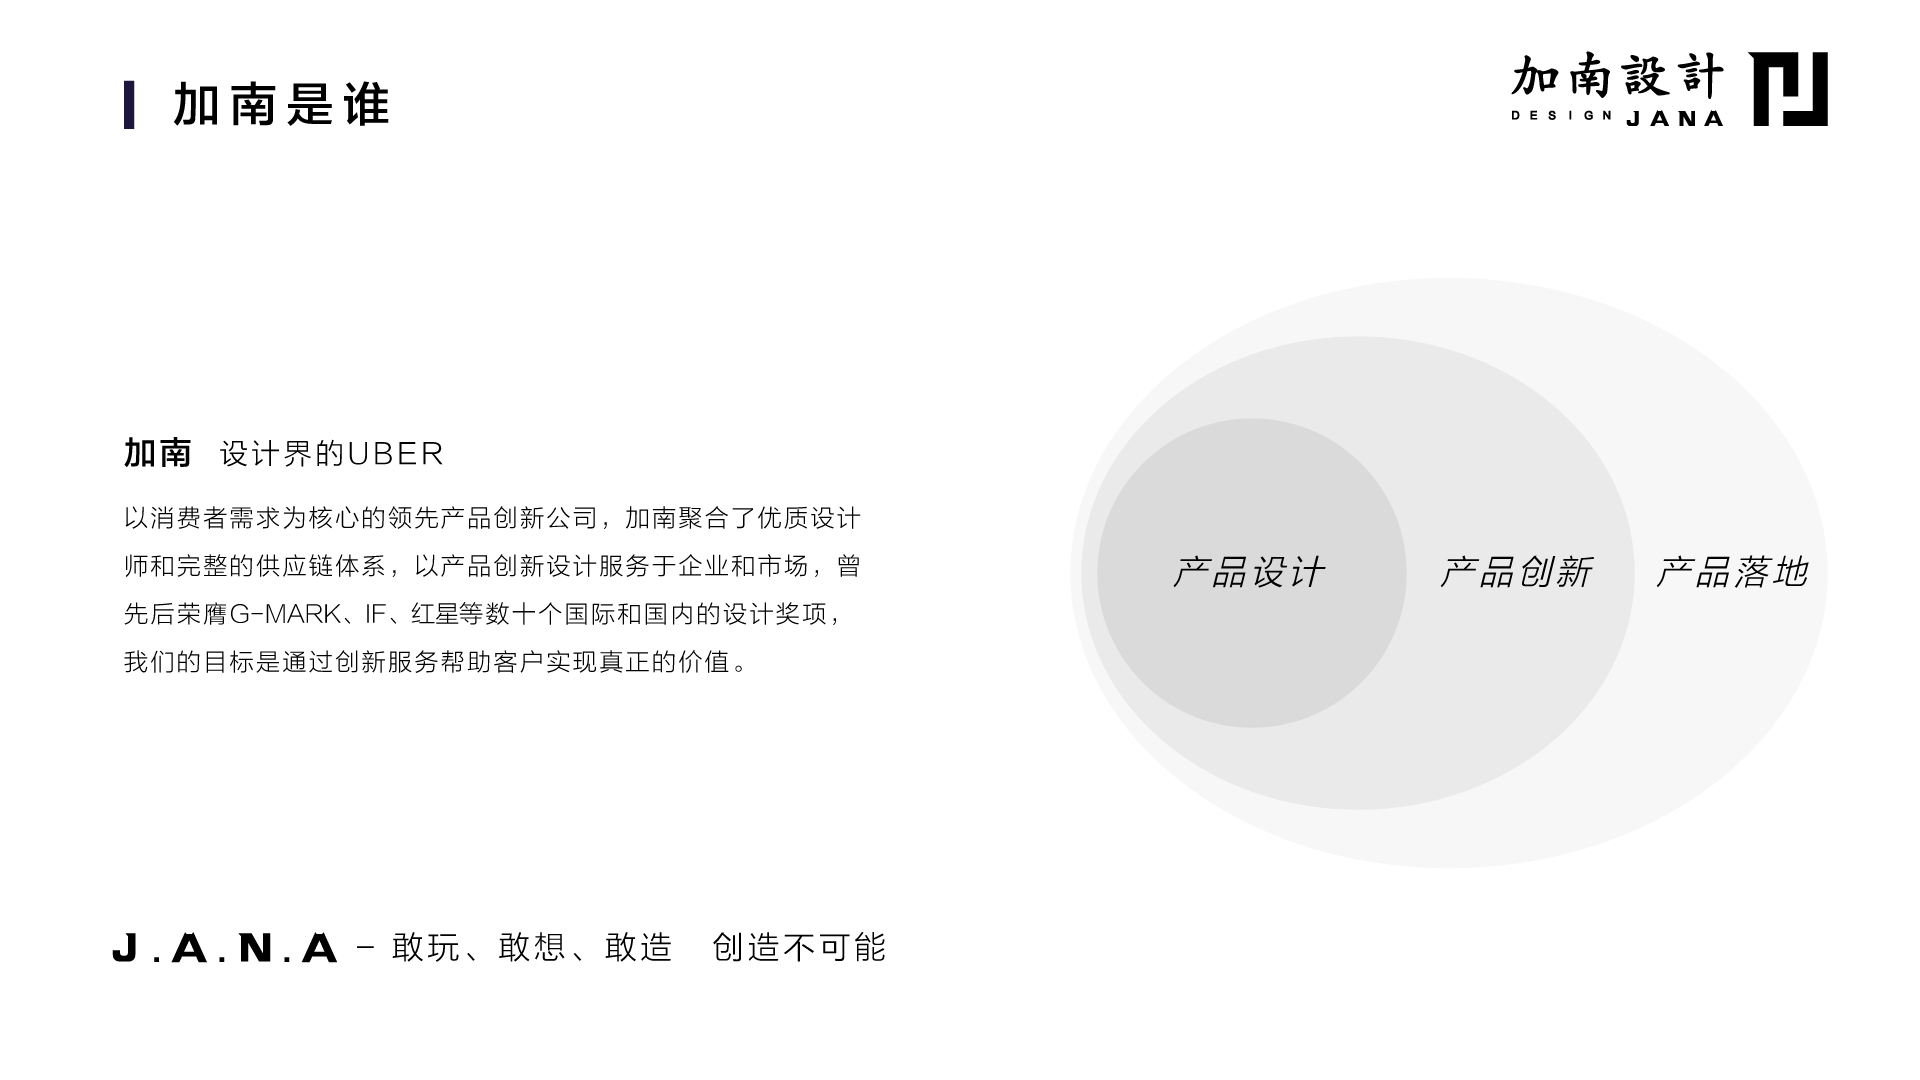 加南是谁
加南設計
DESIGN JANA
加南 设计界的UBER
以消费者需求为核心的领先产品创新公司，加南聚合了优质设计
师和完整的供应链体系，以产品创新设计服务于企业和市场，曾
先后荣膺G-MARK、IF、红星等数十个国际和国内的设计奖项，
我们的目标是通过创新服务帮助客户实现真正的价值。
产品设计 产品创新 产品落地
J.A.N.A - 敢玩、敢想、敢造 创造不可能